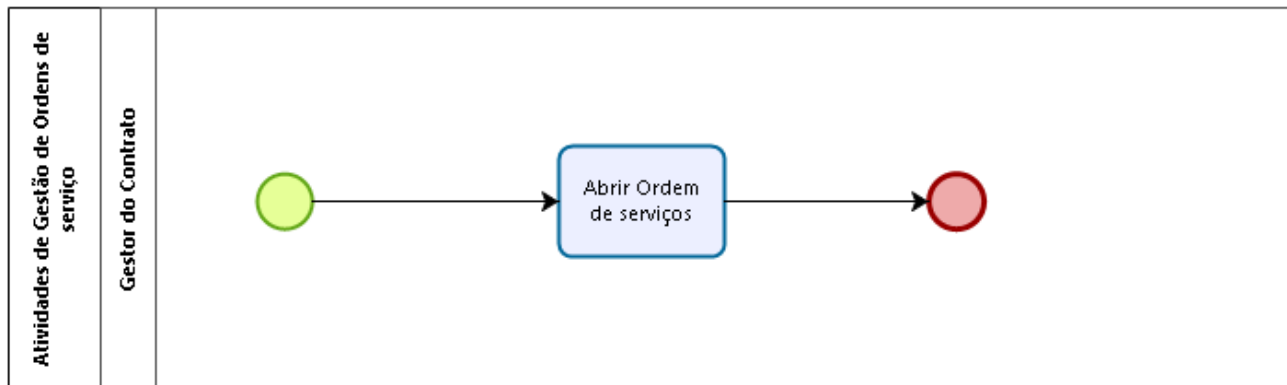 Atividades de Gestão de Ordens de
serviço
Gestor do Contrato
Abrir Ordem
de serviços